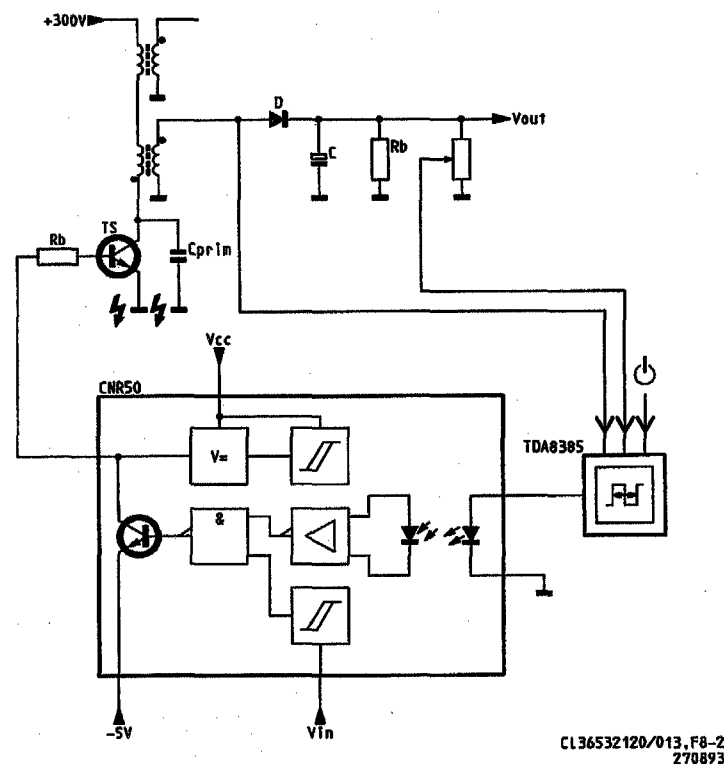 +300V
D
Vout
C
Rb
TS
Rb
Cprim
Vcc
CNR50
TDA8385
V=
&
-5V
Vin
CL36532120/013,F8-2
270893